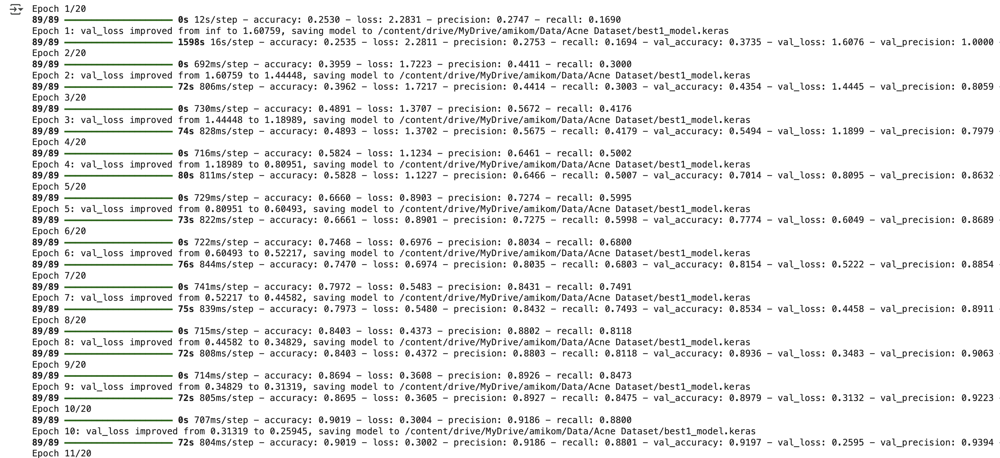 Epoch 1/20
89/89 0s 12s/step - accuracy: 0.2530 - loss: 2.2831 - precision: 0.2747 - recall: 0.1690
Epoch 1: val_loss improved from inf to 1.60759, saving model to /content/drive/MyDrive/amikom/Data/Acne Dataset/best1_model.keras
89/89 1598s 16s/step - accuracy: 0.2535 - loss: 2.2811 - precision: 0.2753 - recall: 0.1694 - val_accuracy: 0.3735 - val_loss: 1.6076 - val_precision: 1.0000
Epoch 2/20
89/89 0s 692ms/step - accuracy: 0.3959 - loss: 1.7223 - precision: 0.4411 - recall: 0.3000
Epoch 2: val_loss improved from 1.60759 to 1.44448, saving model to /content/drive/MyDrive/amikom/Data/Acne Dataset/best1_model.keras
89/89 72s 806ms/step - accuracy: 0.3962 - loss: 1.7217 - precision: 0.4414 - recall: 0.3003 - val_accuracy: 0.4354 - val_loss: 1.4445 - val_precision: 0.8059
Epoch 3/20
89/89 0s 730ms/step - accuracy: 0.4891 - loss: 1.3707 - precision: 0.5672 - recall: 0.4176
Epoch 3: val_loss improved from 1.44448 to 1.18989, saving model to /content/drive/MyDrive/amikom/Data/Acne Dataset/best1_model.keras
89/89 74s 828ms/step - accuracy: 0.4893 - loss: 1.3702 - precision: 0.5675 - recall: 0.4179 - val_accuracy: 0.5494 - val_loss: 1.1899 - val_precision: 0.7979
Epoch 4/20
89/89 0s 716ms/step - accuracy: 0.5824 - loss: 1.1234 - precision: 0.6461 - recall: 0.5002
Epoch 4: val_loss improved from 1.18989 to 0.80951, saving model to /content/drive/MyDrive/amikom/Data/Acne Dataset/best1_model.keras
89/89 80s 811ms/step - accuracy: 0.5828 - loss: 1.1227 - precision: 0.6466 - recall: 0.5007 - val_accuracy: 0.7014 - val_loss: 0.8095 - val_precision: 0.8632
Epoch 5/20
89/89 0s 729ms/step - accuracy: 0.6660 - loss: 0.8903 - precision: 0.7274 - recall: 0.5995
Epoch 5: val_loss improved from 0.80951 to 0.60493, saving model to /content/drive/MyDrive/amikom/Data/Acne Dataset/best1_model.keras
89/89 73s 822ms/step - accuracy: 0.6661 - loss: 0.8901 - precision: 0.7275 - recall: 0.5998 - val_accuracy: 0.7774 - val_loss: 0.6049 - val_precision: 0.8689
Epoch 6/20
89/89 0s 722ms/step - accuracy: 0.7468 - loss: 0.6976 - precision: 0.8034 - recall: 0.6800
Epoch 6: val_loss improved from 0.60493 to 0.52217, saving model to /content/drive/MyDrive/amikom/Data/Acne Dataset/best1_model.keras
89/89 76s 844ms/step - accuracy: 0.7470 - loss: 0.6974 - precision: 0.8035 - recall: 0.6803 - val_accuracy: 0.8154 - val_loss: 0.5222 - val_precision: 0.8854
Epoch 7/20
89/89 0s 741ms/step - accuracy: 0.7972 - loss: 0.5483 - precision: 0.8431 - recall: 0.7491
Epoch 7: val_loss improved from 0.52217 to 0.44582, saving model to /content/drive/MyDrive/amikom/Data/Acne Dataset/best1_model.keras
89/89 75s 839ms/step - accuracy: 0.7973 - loss: 0.5480 - precision: 0.8432 - recall: 0.7493 - val_accuracy: 0.8534 - val_loss: 0.4458 - val_precision: 0.8911
Epoch 8/20
89/89 0s 715ms/step - accuracy: 0.8403 - loss: 0.4373 - precision: 0.8802 - recall: 0.8118
Epoch 8: val_loss improved from 0.44582 to 0.34829, saving model to /content/drive/MyDrive/amikom/Data/Acne Dataset/best1_model.keras
89/89 72s 808ms/step - accuracy: 0.8403 - loss: 0.4372 - precision: 0.8803 - recall: 0.8118 - val_accuracy: 0.8936 - val_loss: 0.3483 - val_precision: 0.9063
Epoch 9/20
89/89 0s 714ms/step - accuracy: 0.8694 - loss: 0.3608 - precision: 0.8926 - recall: 0.8473
Epoch 9: val_loss improved from 0.34829 to 0.31319, saving model to /content/drive/MyDrive/amikom/Data/Acne Dataset/best1_model.keras
89/89 72s 805ms/step - accuracy: 0.8695 - loss: 0.3605 - precision: 0.8927 - recall: 0.8475 - val_accuracy: 0.8979 - val_loss: 0.3132 - val_precision: 0.9223
Epoch 10/20
89/89 0s 707ms/step - accuracy: 0.9019 - loss: 0.3004 - precision: 0.9186 - recall: 0.8800
Epoch 10: val_loss improved from 0.31319 to 0.25945, saving model to /content/drive/MyDrive/amikom/Data/Acne Dataset/best1_model.keras
89/89 72s 804ms/step - accuracy: 0.9019 - loss: 0.3002 - precision: 0.9186 - recall: 0.8801 - val_accuracy: 0.9197 - val_loss: 0.2595 - val_precision: 0.9394
Epoch 11/20